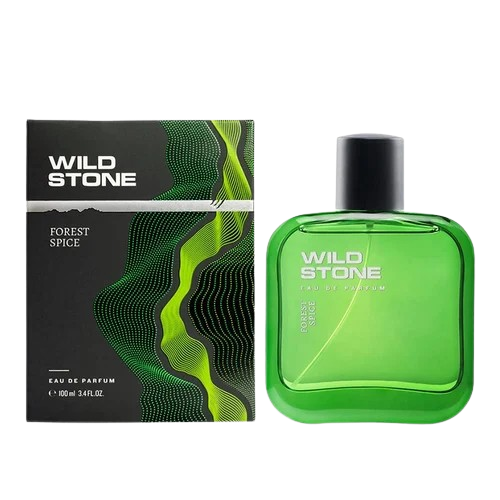 WILD
STONE
FOREST
SPICE
EAU DE PARFUM
℮ 100 ml 3.4 FL.OZ.
WILD
STONE
EAU DE PARFUM
FOREST
SPICE